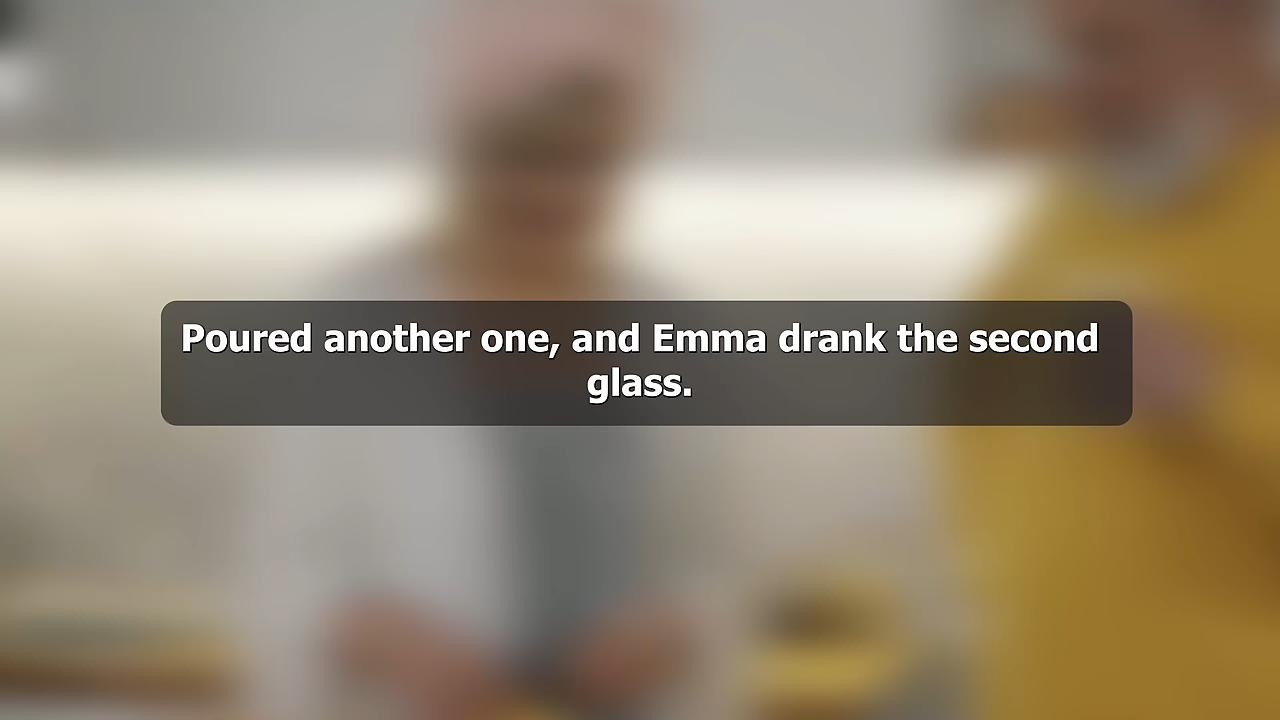 Poured another one, and Emma drank the second
glass.